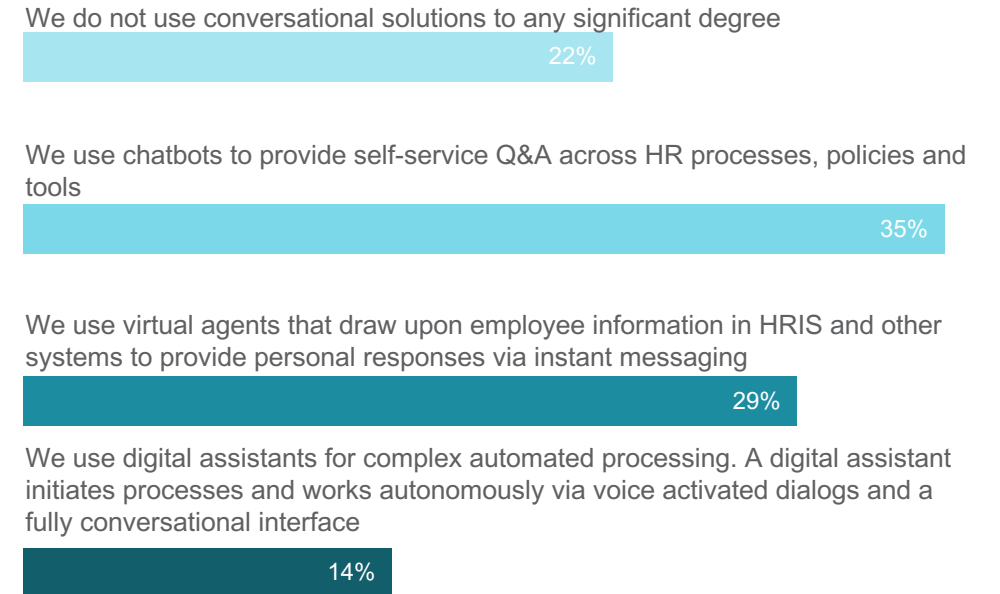 We do not use conversational solutions to any significant degree
22%
We use chatbots to provide self-service Q&A across HR processes, policies and
tools
35%
We use virtual agents that draw upon employee information in HRIS and other
systems to provide personal responses via instant messaging
29%
We use digital assistants for complex automated processing. A digital assistant
initiates processes and works autonomously via voice activated dialogs and a
fully conversational interface
14%